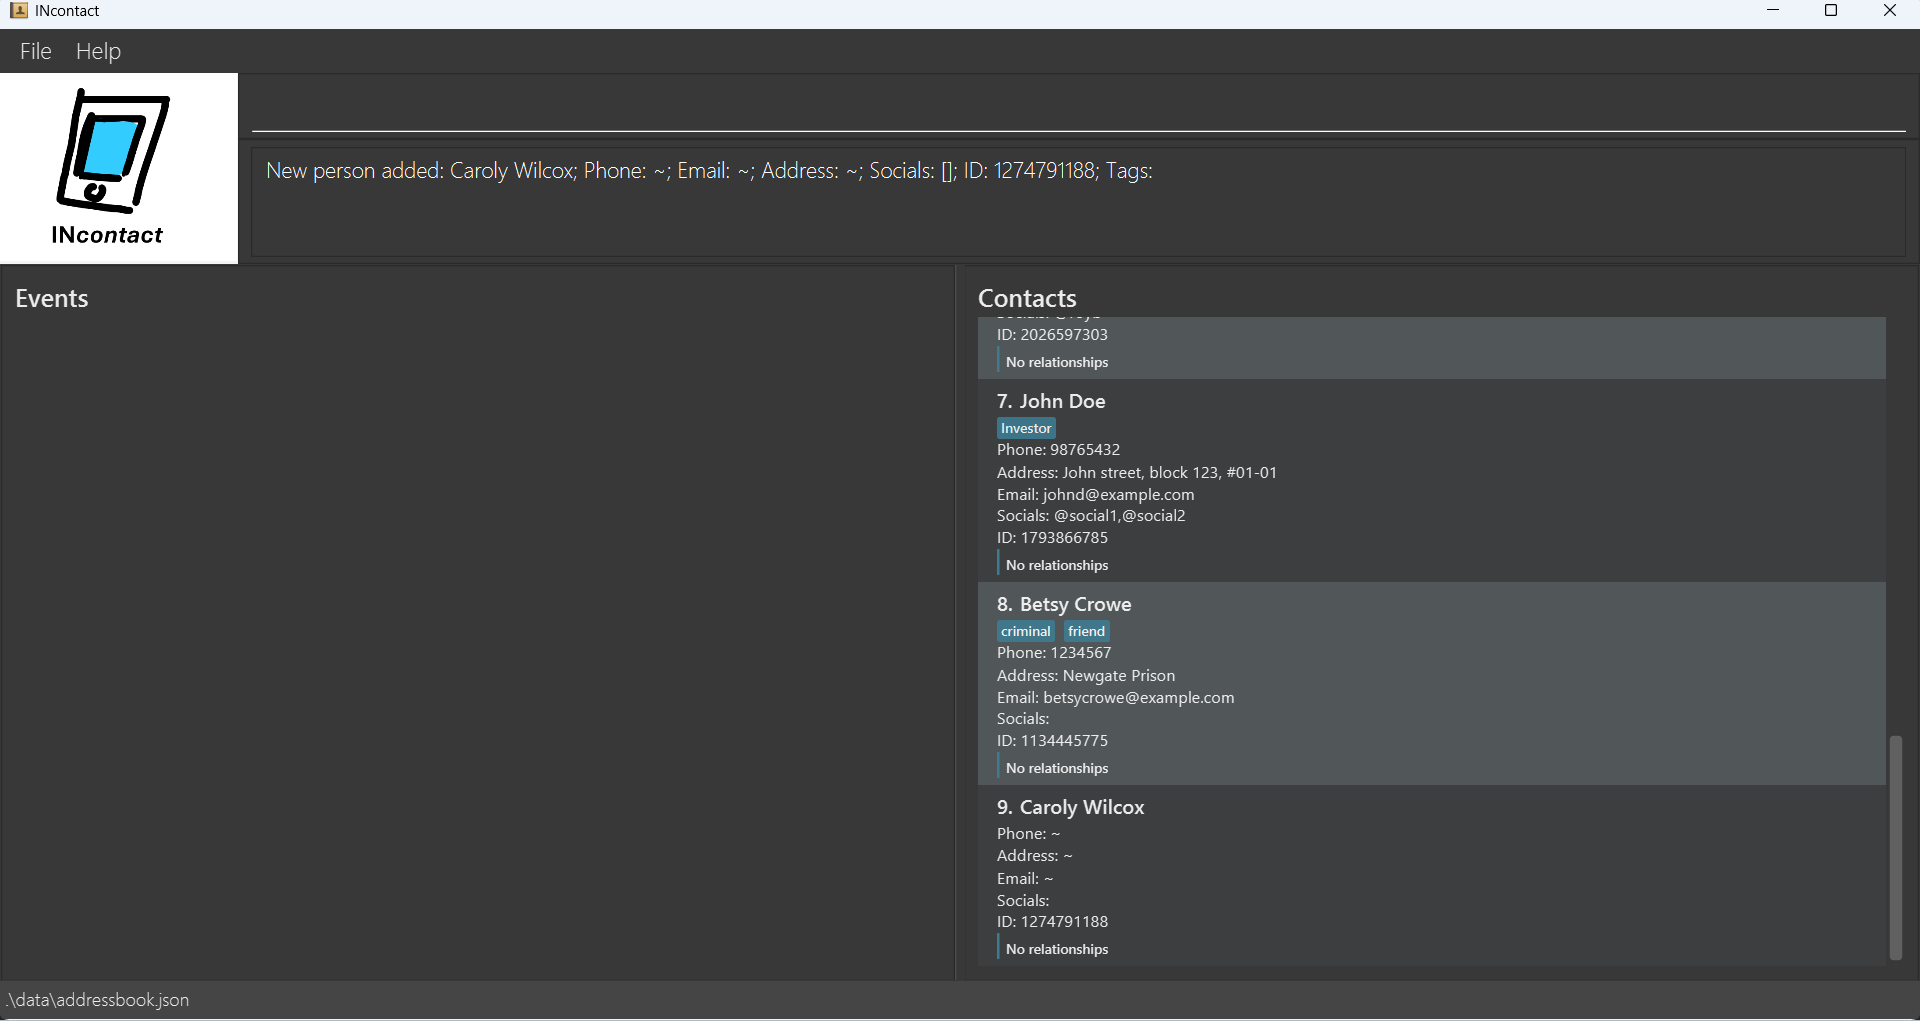 INcontact
File Help
INcontact
New person added: Caroly Wilcox; Phone: ~; Email: ~; Address: ~; Socials: []; ID: 1274791188; Tags:
Events
Contacts
ID: 2026597303
No relationships
7. John Doe
Investor
Phone: 98765432
Address: John street, block 123, #01-01
Email: johnd@example.com
Socials: @social1,@social2
ID: 1793866785
No relationships
8. Betsy Crowe
criminal friend
Phone: 1234567
Address: Newgate Prison
Email: betsycrowe@example.com
Socials:
ID: 1134445775
No relationships
9. Caroly Wilcox
Phone: ~
Address: ~
Email: ~
Socials:
ID: 1274791188
No relationships
.\data\addressbook.json